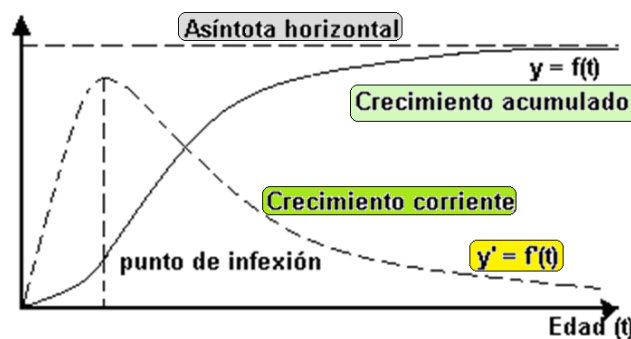 Asíntota horizontal
y = f(t)
Crecimiento acumulado
Crecimiento corriente
punto de infexión
y' = f'(t)
Edad (t)